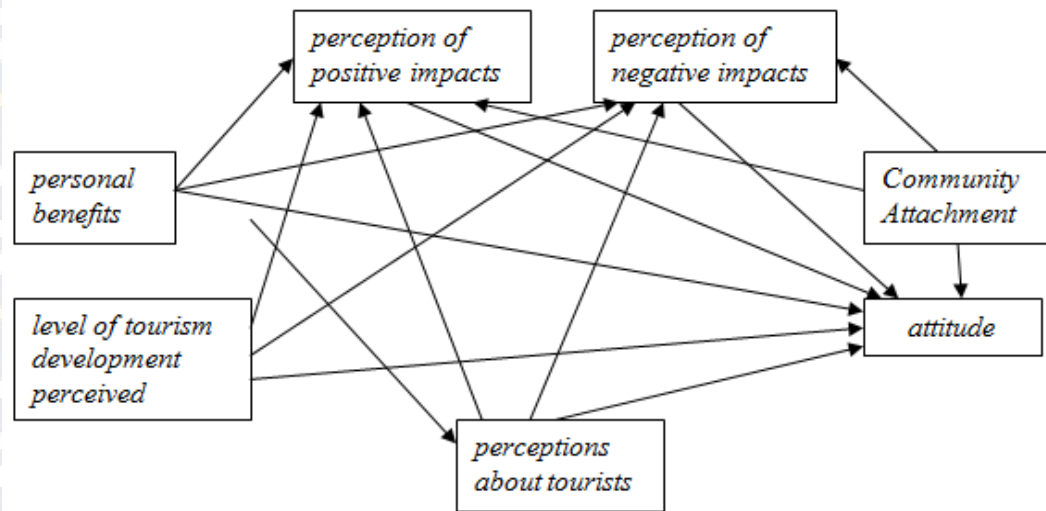 perception of
positive impacts
perception of
negative impacts
personal
benefits
Community
Attachment
level of tourism
development
perceived
attitude
perceptions
about tourists